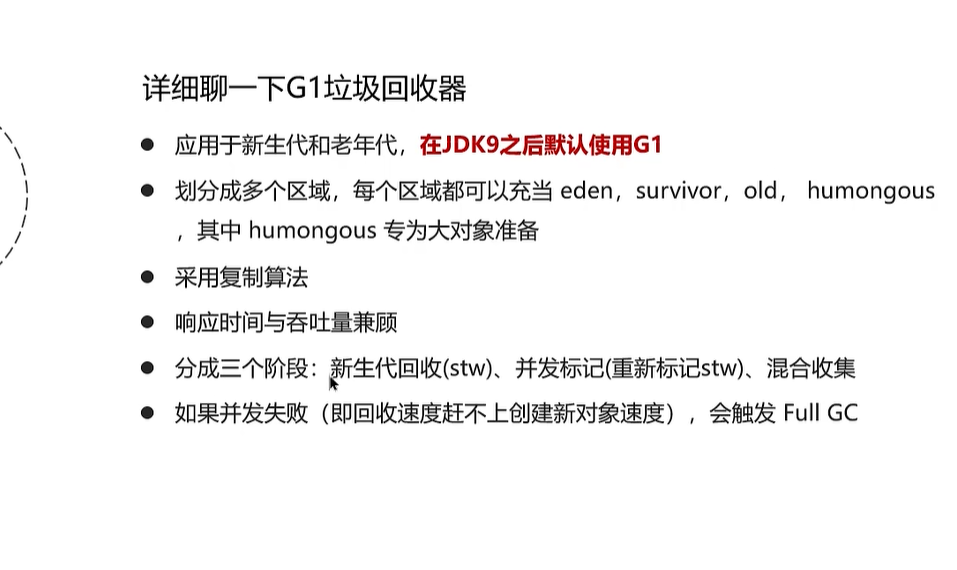 详细聊一下G1垃圾回收器
应用于新生代和老年代，在JDK9之后默认使用G1
划分成多个区域，每个区域都可以充当 eden，survivor，old， humongous
，其中 humongous 专为大对象准备
采用复制算法
响应时间与吞吐量兼顾
分成三个阶段：新生代回收(stw)、并发标记(重新标记stw)、混合收集
如果并发失败（即回收速度赶不上创建新对象速度），会触发 Full GC